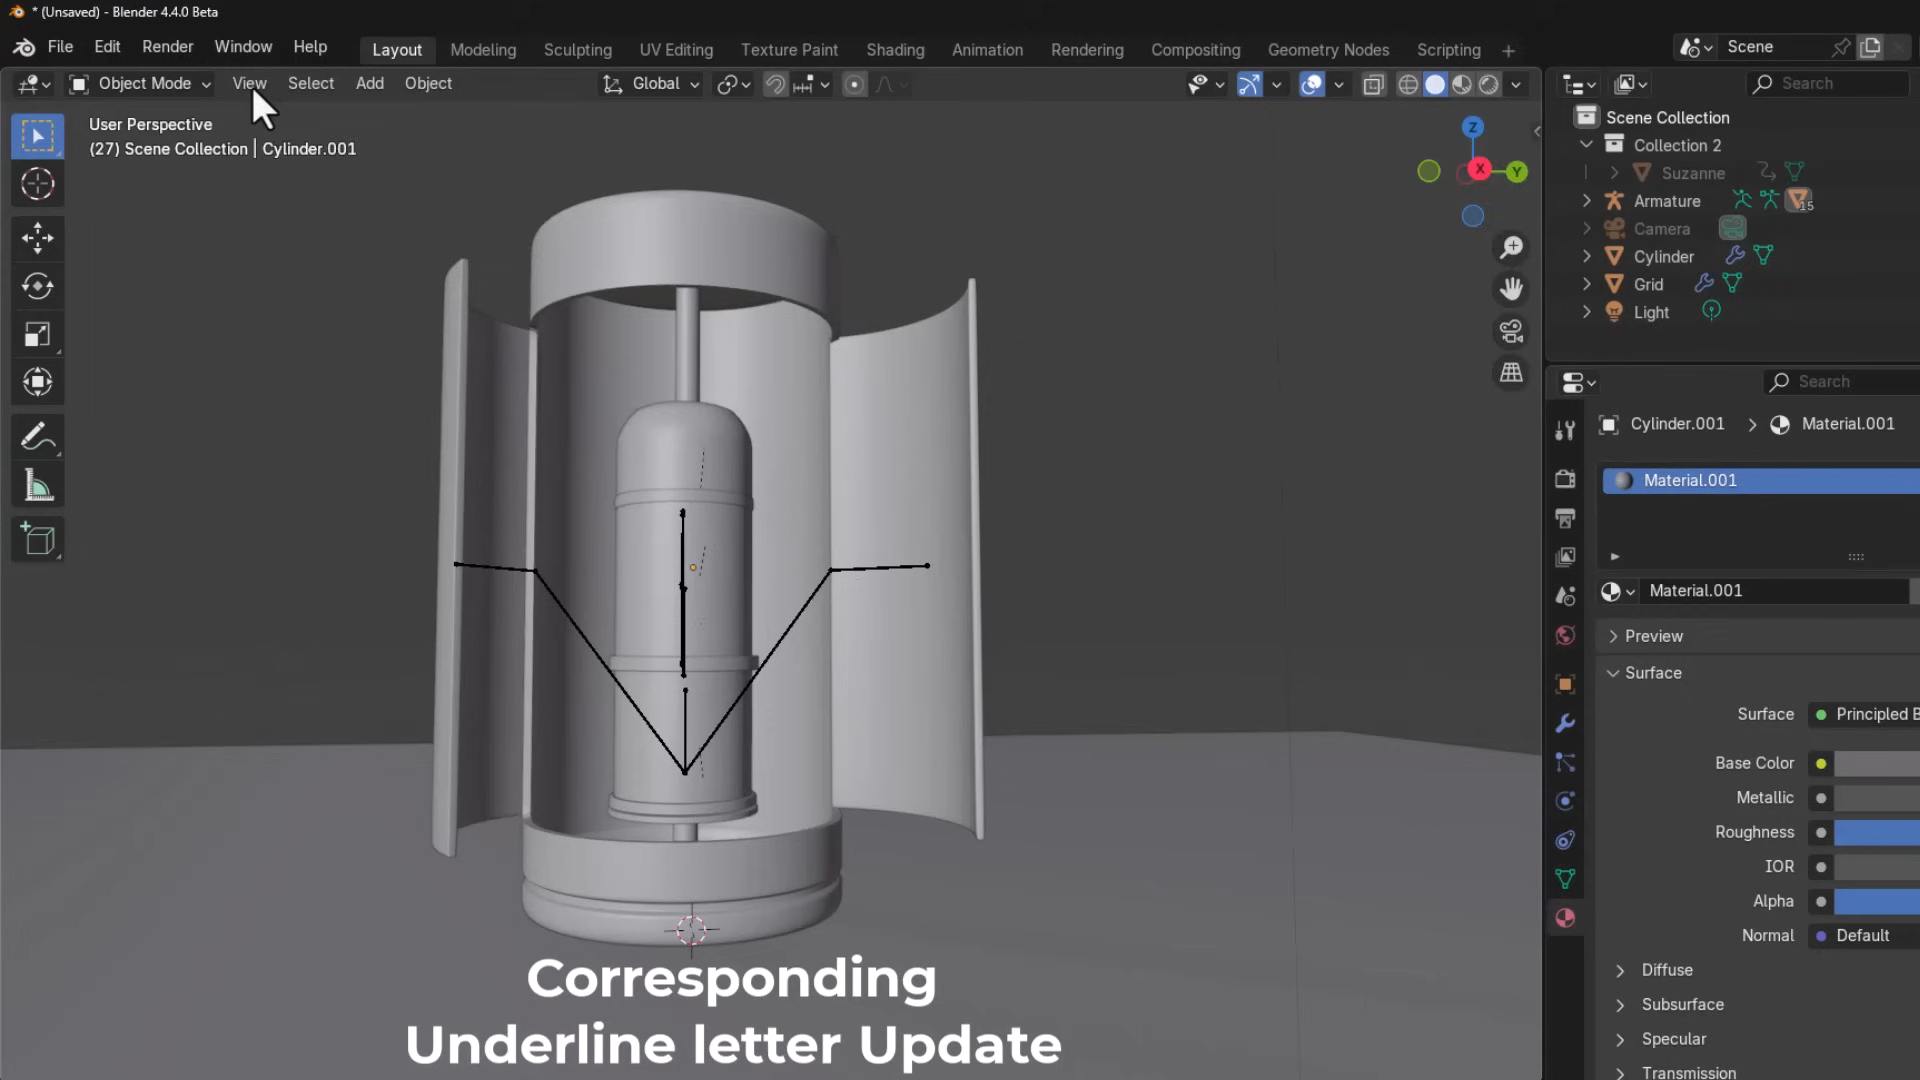 * (Unsaved) - Blender 4.4.0 Beta
File Edit Render Window Help Layout Modeling Sculpting UV Editing Texture Paint Shading Animation Rendering Compositing Geometry Nodes Scripting + Scene
Object Mode View Select Add Object Global Search
User Perspective
(27) Scene Collection | Cylinder.001
Z
X
Y
Scene Collection
Collection 2
Suzanne
Armature 15
Camera
Cylinder
Grid
Light
Search
Cylinder.001 > Material.001
Material.001
Material.001
Preview
Surface
Surface Principled B
Base Color
Metallic
Roughness
IOR
Alpha
Normal Default
Diffuse
Subsurface
Specular
Transmission
Corresponding
Underline letter Update